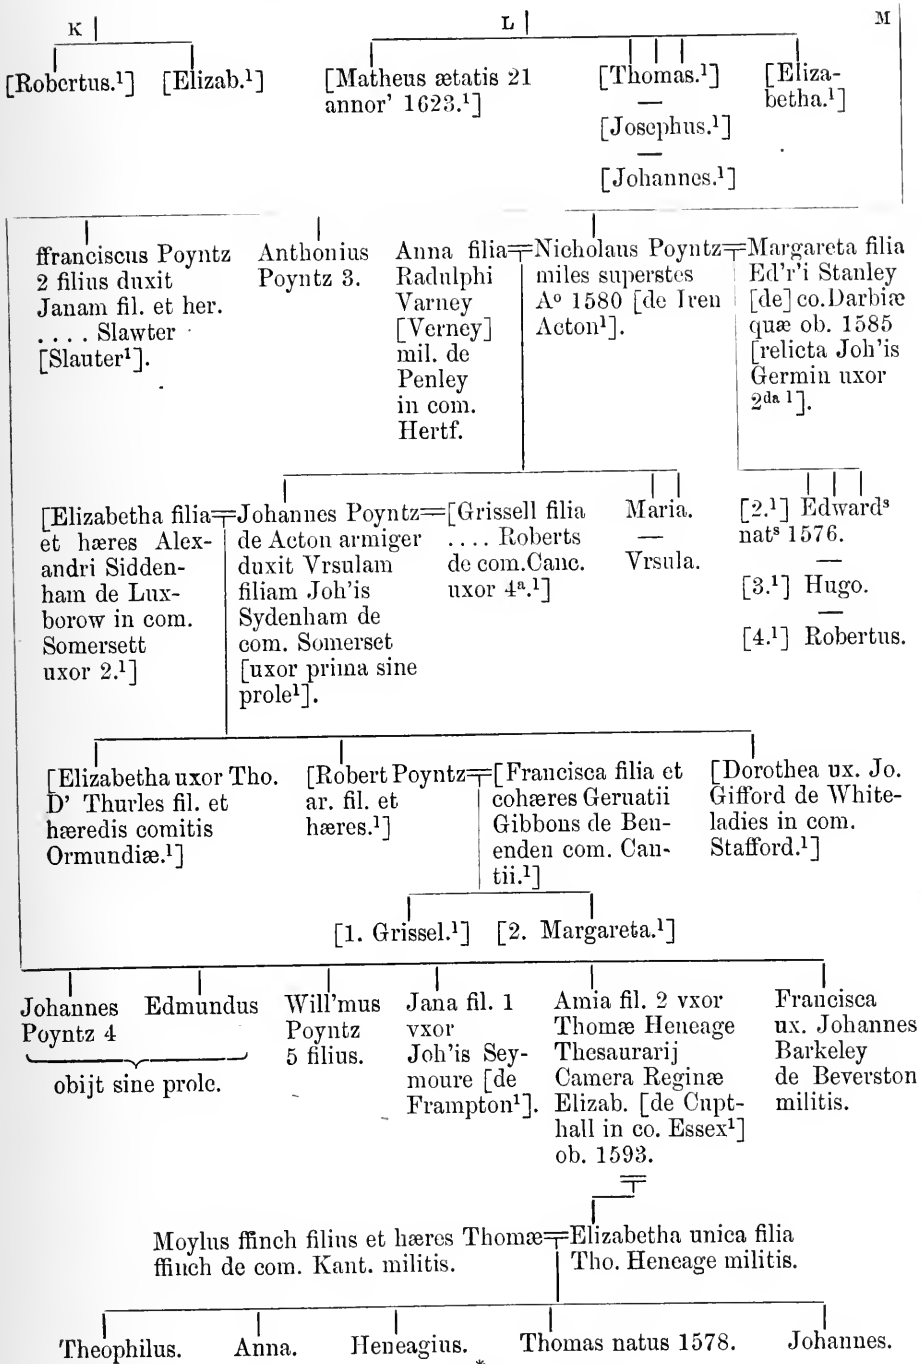 K
L
M
[Robertus.¹]
[Elizab.¹]
[Matheus ætatis 21
annor' 1623.¹]
[Thomas.¹]
—
[Josephus.¹]
—
[Johannes.¹]
[Eliza-
betha.¹]
ffranciscus Poyntz
2 filius duxit
Janam fil. et her.
.... Slawter
[Slauter¹].
Anthonius
Poyntz 3.
Anna filia
Radulphi
Varney
[Verney]
mil. de
Penley
in com.
Hertf.
Nicholaus Poyntz
miles superstes
Aº 1580 [de Iren
Acton¹].
Margareta filia
Ed'r'i Stanley
[de] co. Darbiæ
quæ ob. 1585
[relicta Joh'is
Germin uxor
2ᵈᵃ ¹].
[Elizabetha filia
et hæres Alex-
andri Sidden-
ham de Lux-
borow in com.
Somersett
uxor 2.¹]
Johannes Poyntz
de Acton armiger
duxit Vrsulam
filiam Joh'is
Sydenham de
com. Somerset
[uxor prima sine
prole¹].
[Grissell filia
.... Roberts
de com. Canc.
uxor 4ᵃ.¹]
Maria.
—
Vrsula.
[2.¹] Edwardˢ
natˢ 1576.
—
[3.¹] Hugo.
—
[4.¹] Robertus.
[Elizabetha uxor Tho.
D' Thurles fil. et
hæredis comitis
Ormundiæ.¹]
[Robert Poyntz
ar. fil. et
hæres.¹]
[Francisca filia et
cohæres Geruatii
Gibbons de Ben-
enden com. Can-
tii.¹]
[Dorothea ux. Jo.
Gifford de White-
ladies in com.
Stafford.¹]
[1. Grissel.¹]
[2. Margareta.¹]
Johannes
Poyntz 4
Edmundus
obijt sine prole.
Will'mus
Poyntz
5 filius.
Jana fil. 1
vxor
Joh'is Sey-
moure [de
Frampton¹].
Amia fil. 2 vxor
Thomæ Heneage
Thesaurarij
Camera Reginæ
Elizab. [de Cupt-
hall in co. Essex¹]
ob. 1593.
Francisca
ux. Johannes
Barkeley
de Beverston
militis.
Moylus ffinch filius et hæres Thomæ
ffinch de com. Kant. militis.
Elizabetha unica filia
Tho. Heneage militis.
Theophilus.
Anna.
Heneagius.
Thomas natus 1578.
Johannes.
*